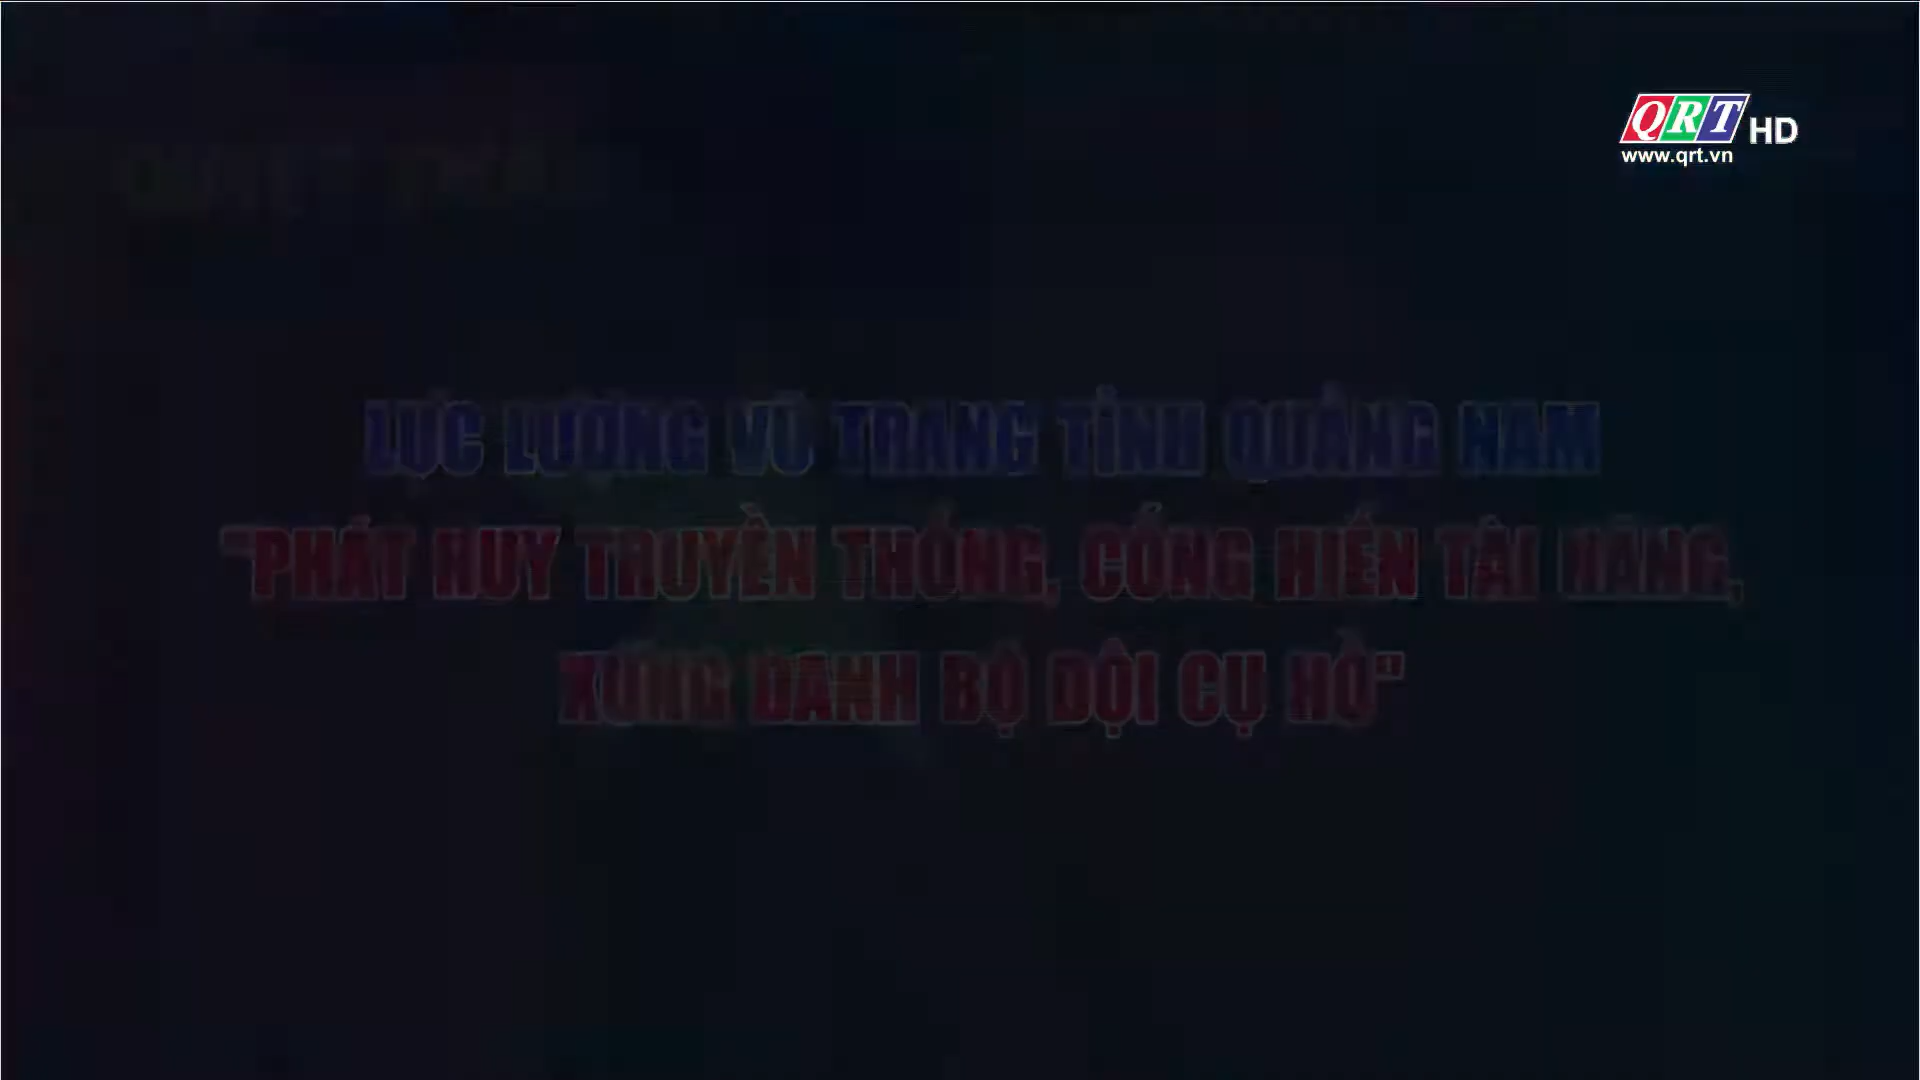 QRT HD
www.qrt.vn
LỰC LƯỢNG VŨ TRANG TỈNH QUẢNG NAM
"PHÁT HUY TRUYỀN THỐNG, CỐNG HIẾN TÀI NĂNG,
XỨNG DANH BỘ ĐỘI CỤ HỒ"